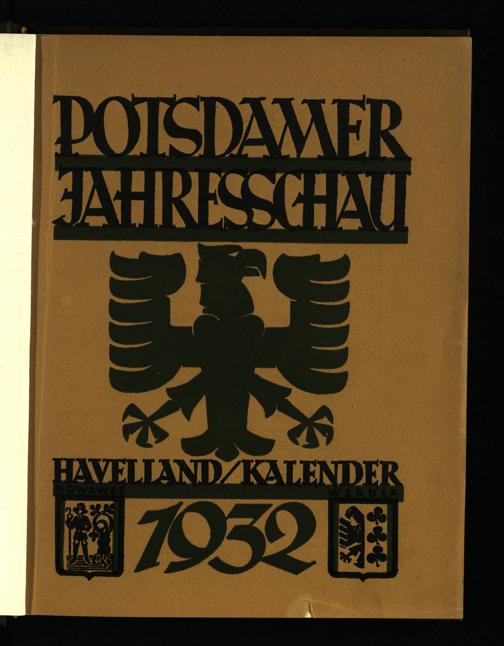 POTSDAMER
JAHRESSCHAU
HAVELLAND/KALENDER
NOWAWES WERDER
1932